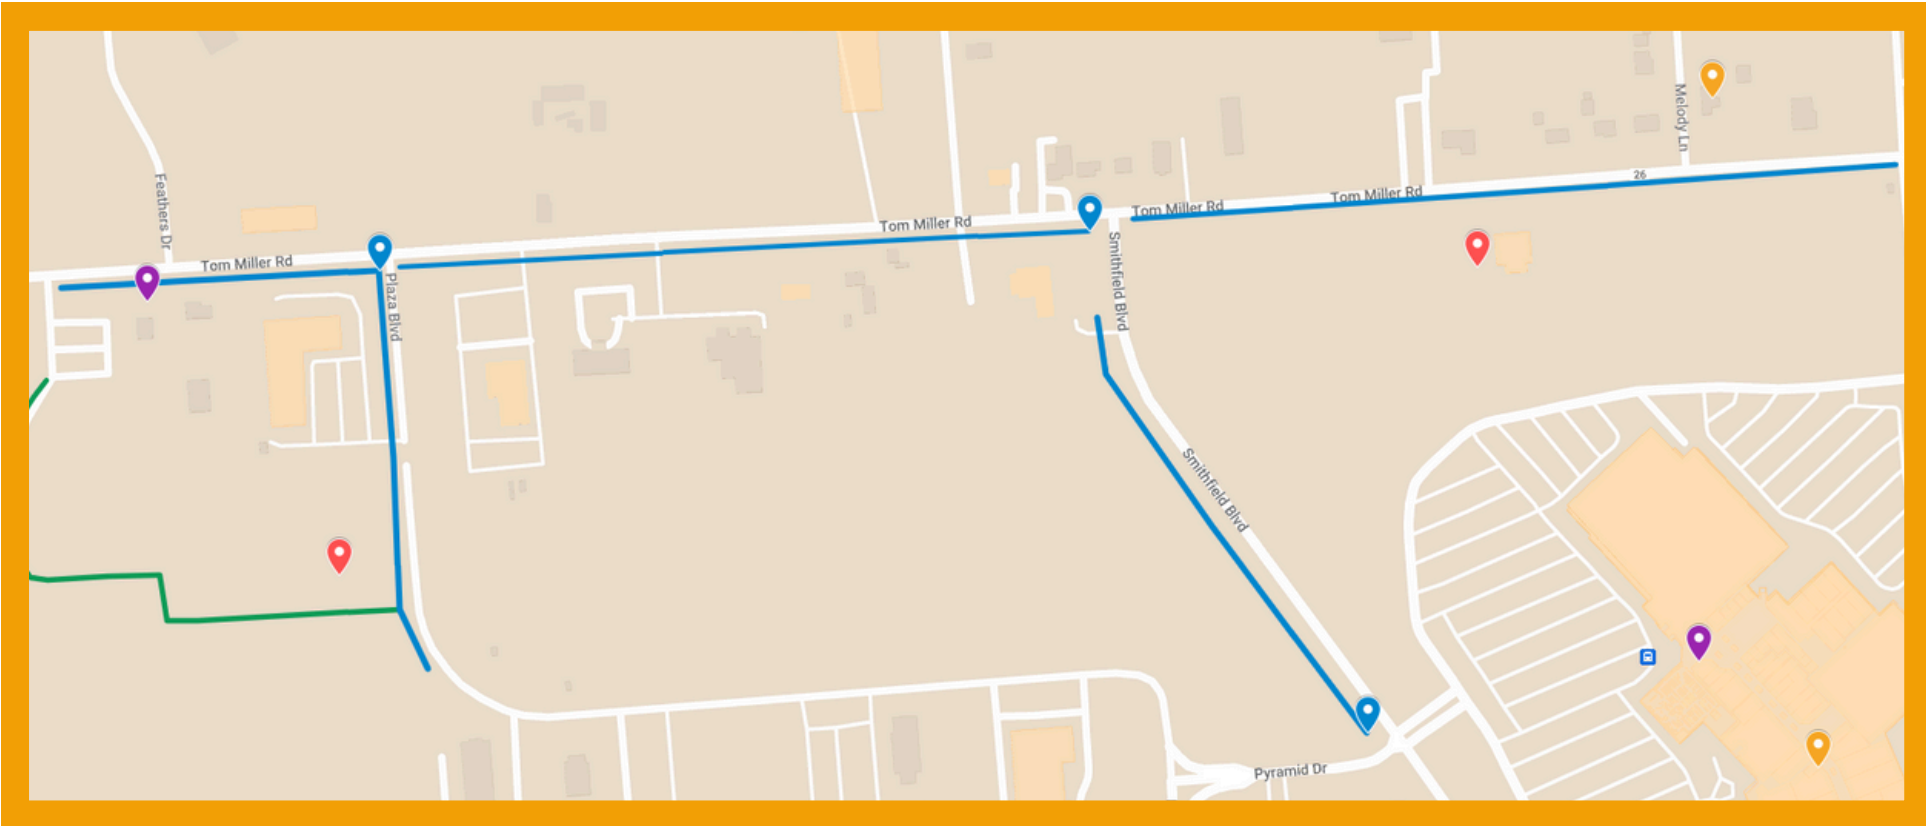 Melody Ln
26
Tom Miller Rd
Tom Miller Rd
Tom Miller Rd
Feathers Dr
Tom Miller Rd
Plaza Blvd
Smithfield Blvd
Smithfield Blvd
Pyramid Dr